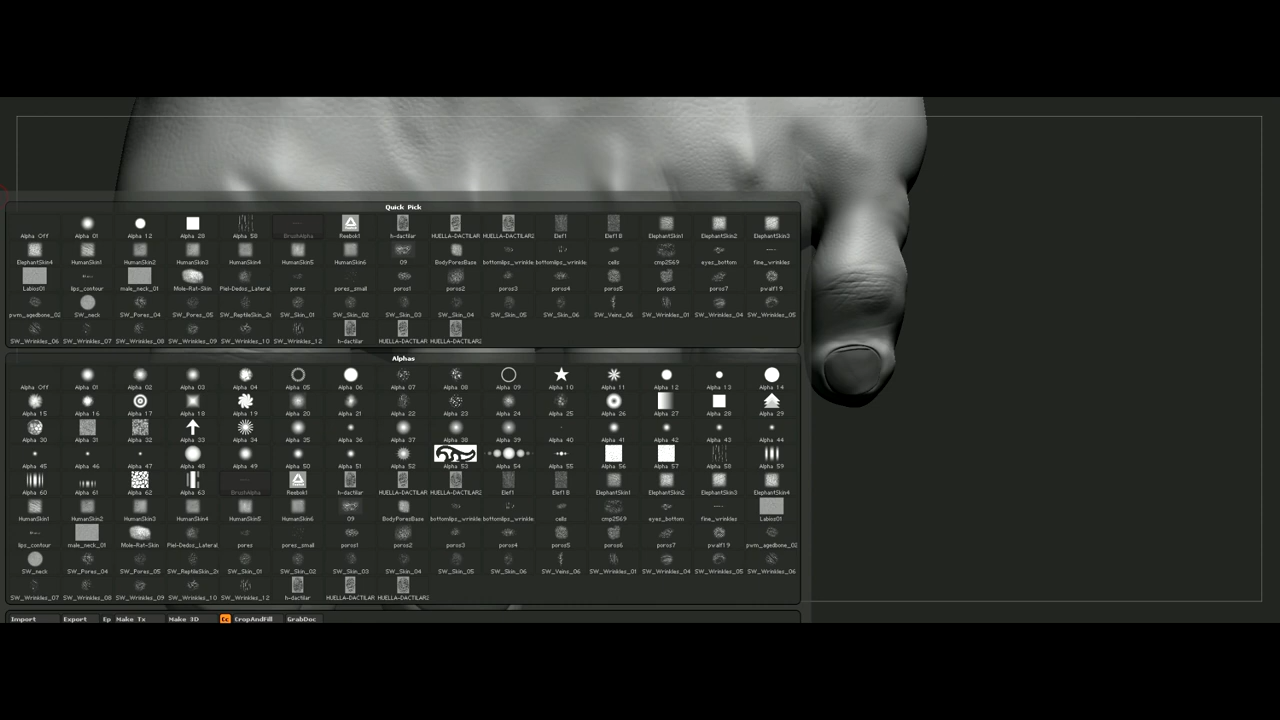 Quick Pick
Alpha Off Alpha 01 Alpha 12 Alpha 28 Alpha 58 BrushAlpha Reebok1 h-dactilar HUELLA-DACTILAR HUELLA-DACTILAR2 Elef1 Elef1B ElephantSkin1 ElephantSkin2 ElephantSkin3
ElephantSkin4 HumanSkin1 HumanSkin2 HumanSkin3 HumanSkin4 HumanSkin5 HumanSkin6 09 BodyPoresBase bottomlips_wrinkle bottomlips_wrinkle cells cmp2569 eyes_bottom fine_wrinkles
Labios01 lips_contour male_neck_01 Mole-Rat-Skin Piel-Dedos_Lateral pores pores_small poros1 poros2 poros3 poros4 poros5 poros6 poros7 pwalf19
pwm_agedbone_02 SW_neck SW_Pores_04 SW_Pores_05 SW_ReptileSkin_2 SW_Skin_01 SW_Skin_02 SW_Skin_03 SW_Skin_04 SW_Skin_05 SW_Skin_06 SW_Veins_06 SW_Wrinkles_01 SW_Wrinkles_04 SW_Wrinkles_05
SW_Wrinkles_06 SW_Wrinkles_07 SW_Wrinkles_08 SW_Wrinkles_09 SW_Wrinkles_10 SW_Wrinkles_12 h-dactilar HUELLA-DACTILAR HUELLA-DACTILAR2
Alphas
Alpha Off Alpha 01 Alpha 02 Alpha 03 Alpha 04 Alpha 05 Alpha 06 Alpha 07 Alpha 08 Alpha 09 Alpha 10 Alpha 11 Alpha 12 Alpha 13 Alpha 14
Alpha 15 Alpha 16 Alpha 17 Alpha 18 Alpha 19 Alpha 20 Alpha 21 Alpha 22 Alpha 23 Alpha 24 Alpha 25 Alpha 26 Alpha 27 Alpha 28 Alpha 29
Alpha 30 Alpha 31 Alpha 32 Alpha 33 Alpha 34 Alpha 35 Alpha 36 Alpha 37 Alpha 38 Alpha 39 Alpha 40 Alpha 41 Alpha 42 Alpha 43 Alpha 44
Alpha 45 Alpha 46 Alpha 47 Alpha 48 Alpha 49 Alpha 50 Alpha 51 Alpha 52 Alpha 53 Alpha 54 Alpha 55 Alpha 56 Alpha 57 Alpha 58 Alpha 59
Alpha 60 Alpha 61 Alpha 62 Alpha 63 BrushAlpha Reebok1 h-dactilar HUELLA-DACTILAR HUELLA-DACTILAR2 Elef1 Elef1B ElephantSkin1 ElephantSkin2 ElephantSkin3 ElephantSkin4
HumanSkin1 HumanSkin2 HumanSkin3 HumanSkin4 HumanSkin5 HumanSkin6 09 BodyPoresBase bottomlips_wrinkle bottomlips_wrinkle cells cmp2569 eyes_bottom fine_wrinkles Labios01
lips_contour male_neck_01 Mole-Rat-Skin Piel-Dedos_Lateral pores pores_small poros1 poros2 poros3 poros4 poros5 poros6 poros7 pwalf19 pwm_agedbone_02
SW_neck SW_Pores_04 SW_Pores_05 SW_ReptileSkin_2 SW_Skin_01 SW_Skin_02 SW_Skin_03 SW_Skin_04 SW_Skin_05 SW_Skin_06 SW_Veins_06 SW_Wrinkles_01 SW_Wrinkles_04 SW_Wrinkles_05 SW_Wrinkles_06
SW_Wrinkles_07 SW_Wrinkles_08 SW_Wrinkles_09 SW_Wrinkles_10 SW_Wrinkles_12 h-dactilar HUELLA-DACTILAR HUELLA-DACTILAR2
Import Export Ep Make Tx Make 3D Cc CropAndFill GrabDoc